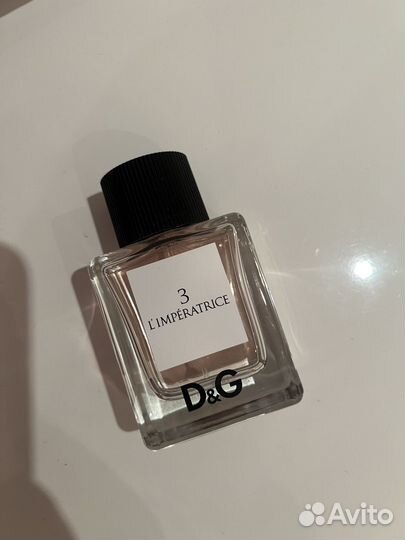 3
L'IMPÉRATRICE
D&G
Avito